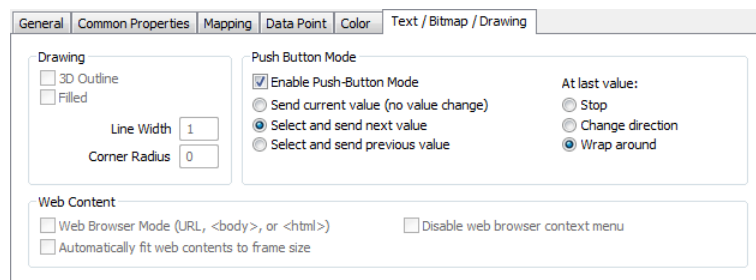 General Common Properties Mapping Data Point Color Text / Bitmap / Drawing
Drawing
3D Outline
Filled
Line Width 1
Corner Radius 0
Push Button Mode
Enable Push-Button Mode
Send current value (no value change)
Select and send next value
Select and send previous value
At last value:
Stop
Change direction
Wrap around
Web Content
Web Browser Mode (URL, <body>, or <html>) Disable web browser context menu
Automatically fit web contents to frame size